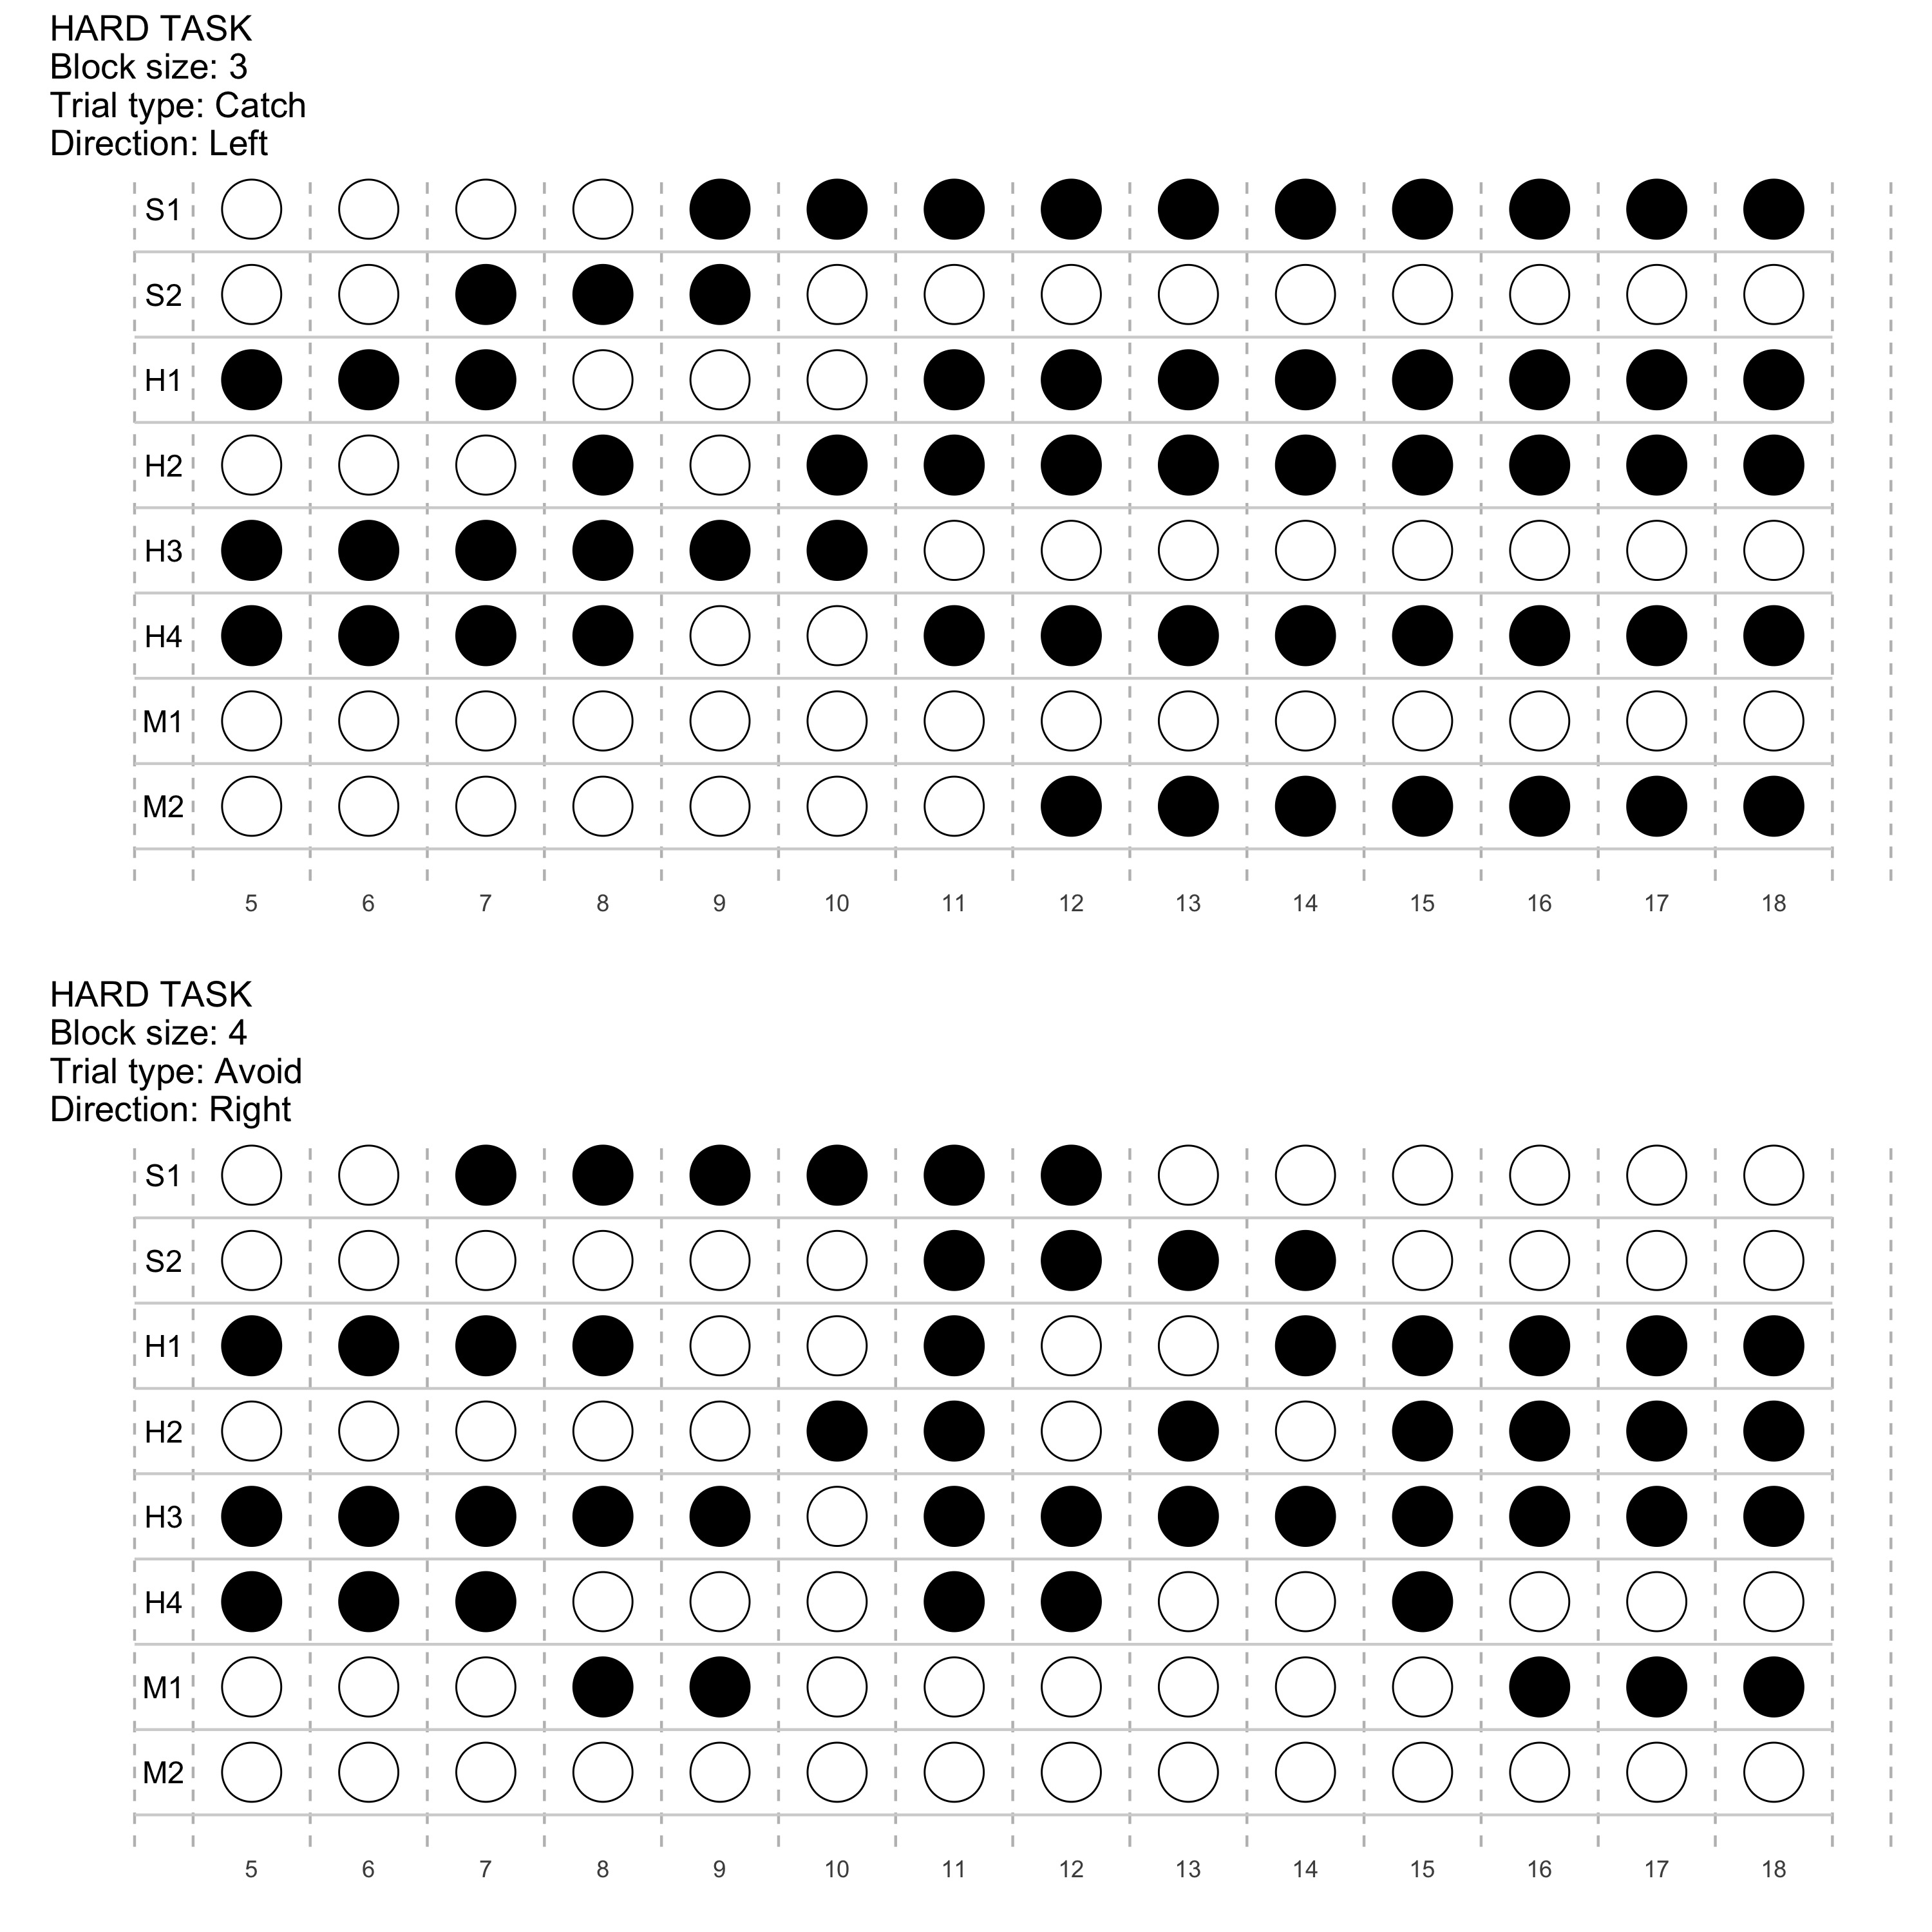 HARD TASK
Block size: 3
Trial type: Catch
Direction: Left
S1
S2
H1
H2
H3
H4
M1
M2
5 6 7 8 9 10 11 12 13 14 15 16 17 18
HARD TASK
Block size: 4
Trial type: Avoid
Direction: Right
S1
S2
H1
H2
H3
H4
M1
M2
5 6 7 8 9 10 11 12 13 14 15 16 17 18